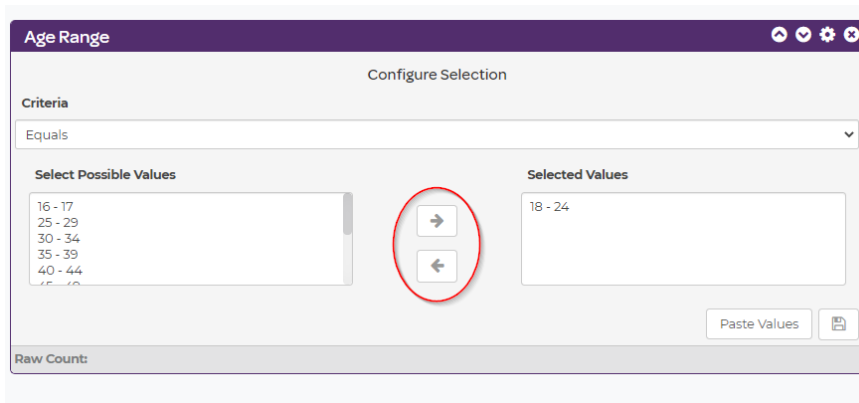 Age Range
Configure Selection
Criteria
Equals
Select Possible Values
16 - 17
25 - 29
30 - 34
35 - 39
40 - 44
Selected Values
18 - 24
Paste Values
Raw Count: